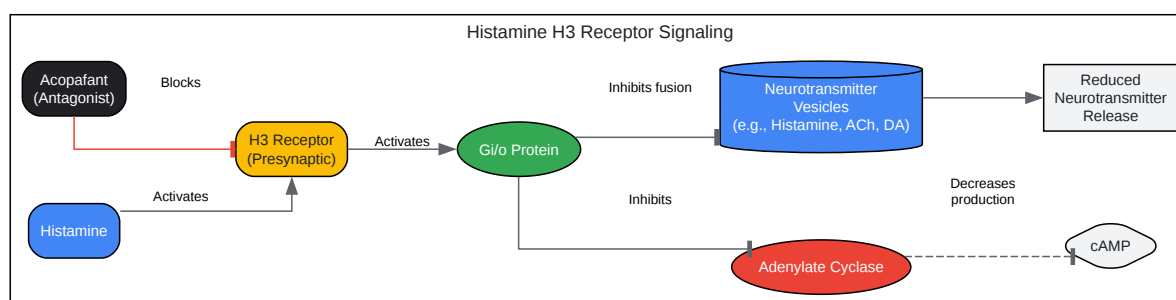 Histamine H3 Receptor Signaling
Acopafant
(Antagonist)
Blocks
Inhibits fusion
Neurotransmitter
Vesicles
(e.g., Histamine, ACh, DA)
Reduced
Neurotransmitter
Release
H3 Receptor
(Presynaptic)
Activates
Gi/o Protein
Activates
Inhibits
Decreases
production
Histamine
Adenylate Cyclase
cAMP